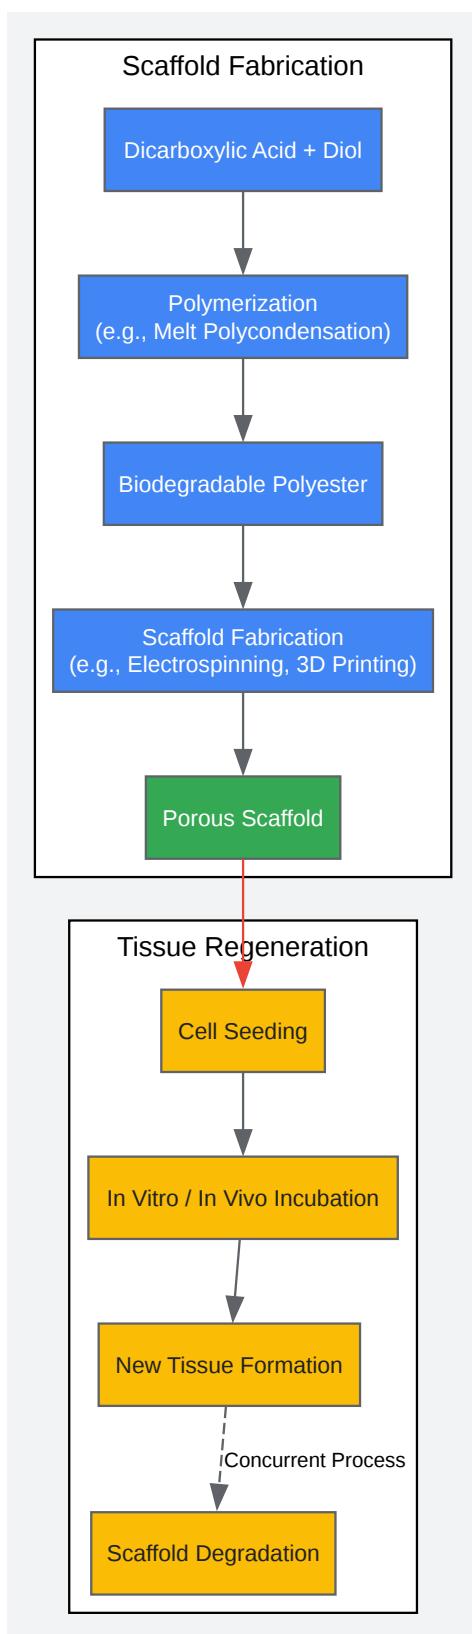 Scaffold Fabrication
Dicarboxylic Acid + Diol
Polymerization
(e.g., Melt Polycondensation)
Biodegradable Polyester
Scaffold Fabrication
(e.g., Electrospinning, 3D Printing)
Porous Scaffold
Tissue Regeneration
Cell Seeding
In Vitro / In Vivo Incubation
New Tissue Formation
Concurrent Process
Scaffold Degradation